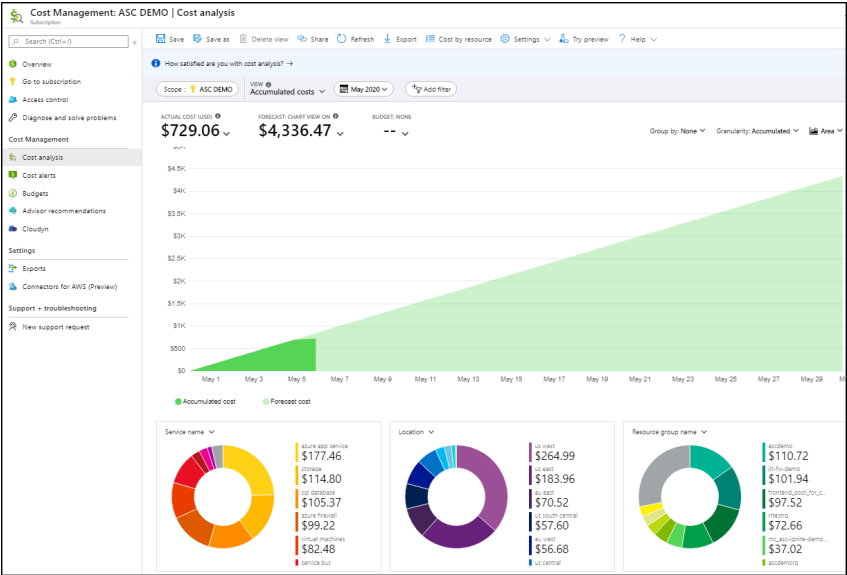 Cost Management: ASC DEMO | Cost analysis
Subscription
Search (Ctrl+/)
«
Overview
Go to subscription
Access control
Diagnose and solve problems
Cost Management
Cost analysis
Cost alerts
Budgets
Advisor recommendations
Cloudyn
Settings
Exports
Connectors for AWS (Preview)
Support + troubleshooting
New support request
Save Save as Delete view Share Refresh Export Cost by resource Settings Try preview ? Help
How satisfied are you with cost analysis? →
Scope : ASC DEMO
VIEW
Accumulated costs
May 2020
Add filter
ACTUAL COST (USD)
$729.06
FORECAST: CHART VIEW ON
$4,336.47
BUDGET: NONE
--
Group by: None Granularity: Accumulated Area
$4.5K
$4K
$3.5K
$3K
$2.5K
$2K
$1.5K
$1K
$500
$0
May 1 May 3 May 5 May 7 May 9 May 11 May 13 May 15 May 17 May 19 May 21 May 23 May 25 May 27 May 29
Accumulated cost Forecast cost
Service name
azure app service
$177.46
storage
$114.80
sql database
$105.37
azure firewall
$99.22
virtual machines
$82.48
service bus
Location
us west
$264.99
us east
$183.96
au east
$70.52
us south central
$57.60
eu west
$56.68
us central
Resource group name
ascdemo
$110.72
jit-fix-demo
$101.94
frontend_pool_for_c...
$97.52
rrtestrg
$72.66
mc_asc-ignite-demo...
$37.02
ascdemorg